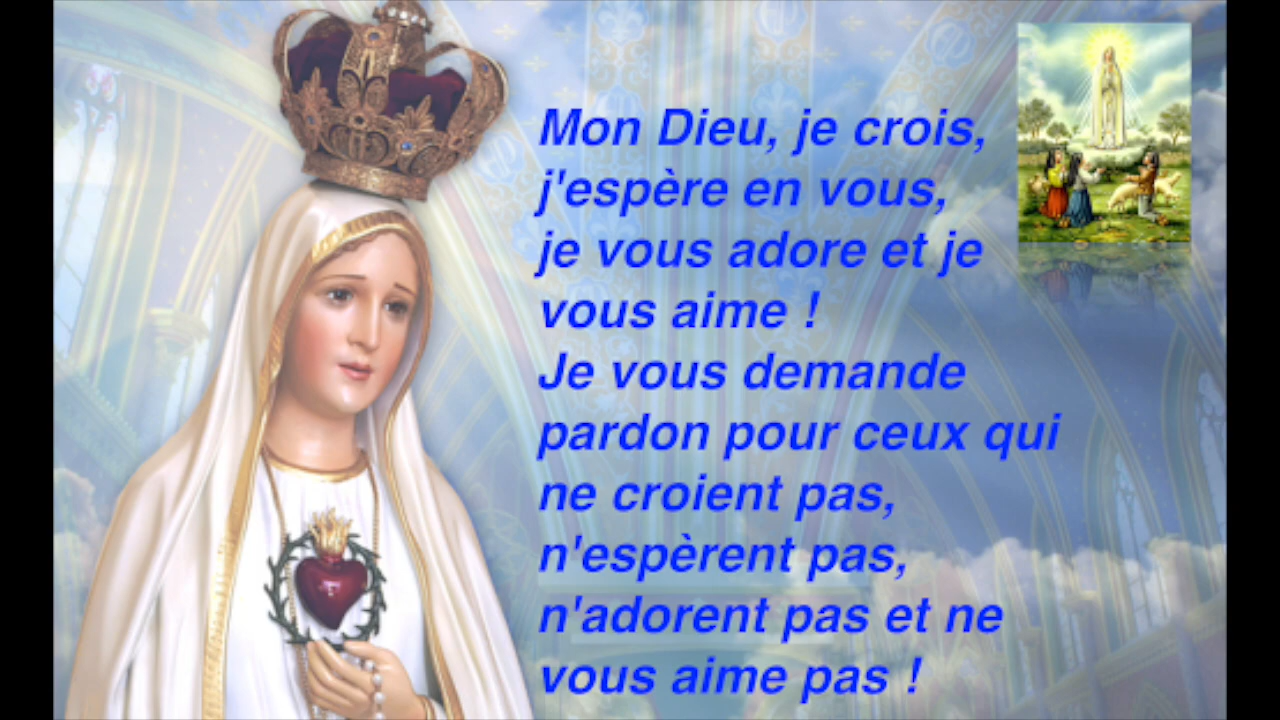 Mon Dieu, je crois,
j'espère en vous,
je vous adore et je
vous aime !
Je vous demande
pardon pour ceux qui
ne croient pas,
n'espèrent pas,
n'adorent pas et ne
vous aime pas !